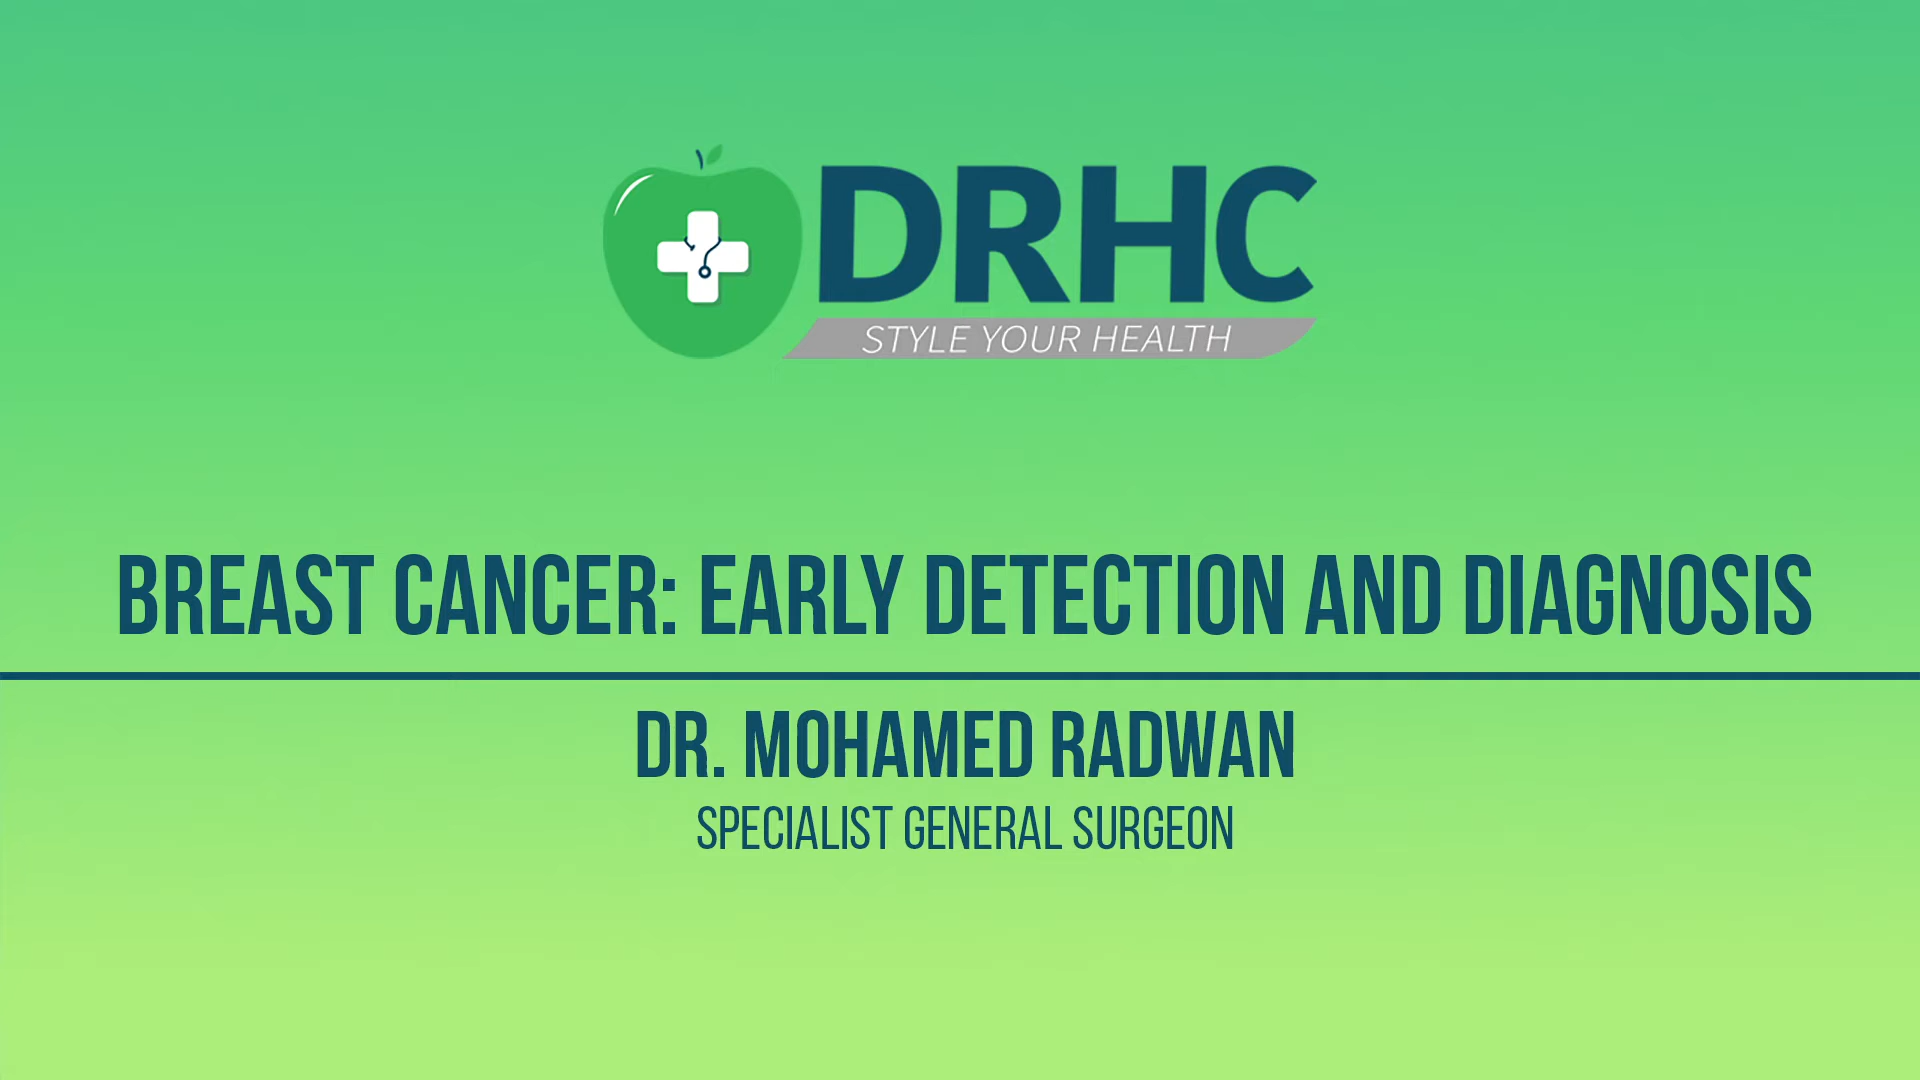 DRHC
STYLE YOUR HEALTH
BREAST CANCER: EARLY DETECTION AND DIAGNOSIS
DR. MOHAMED RADWAN
SPECIALIST GENERAL SURGEON